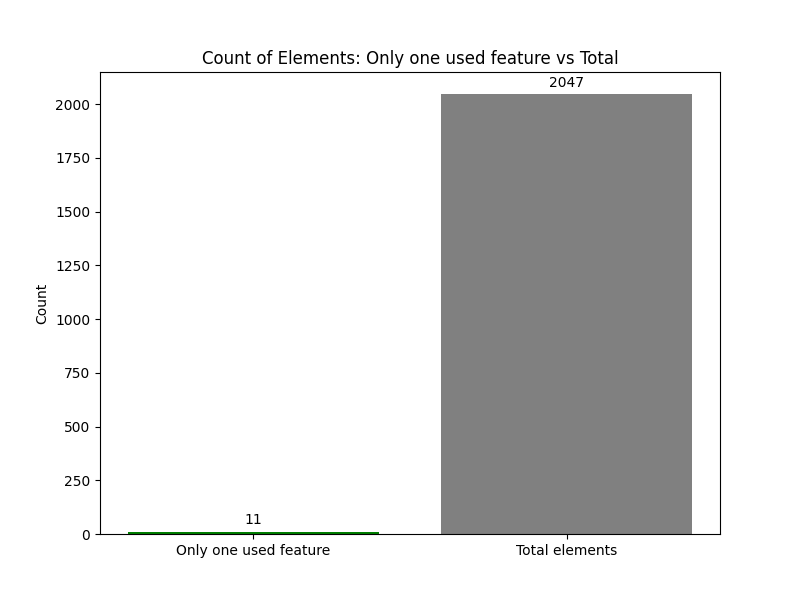 Count of Elements: Only one used feature vs Total
2047
2000
1750
1500
1250
1000
750
500
250
0
Count
11
Only one used feature
Total elements